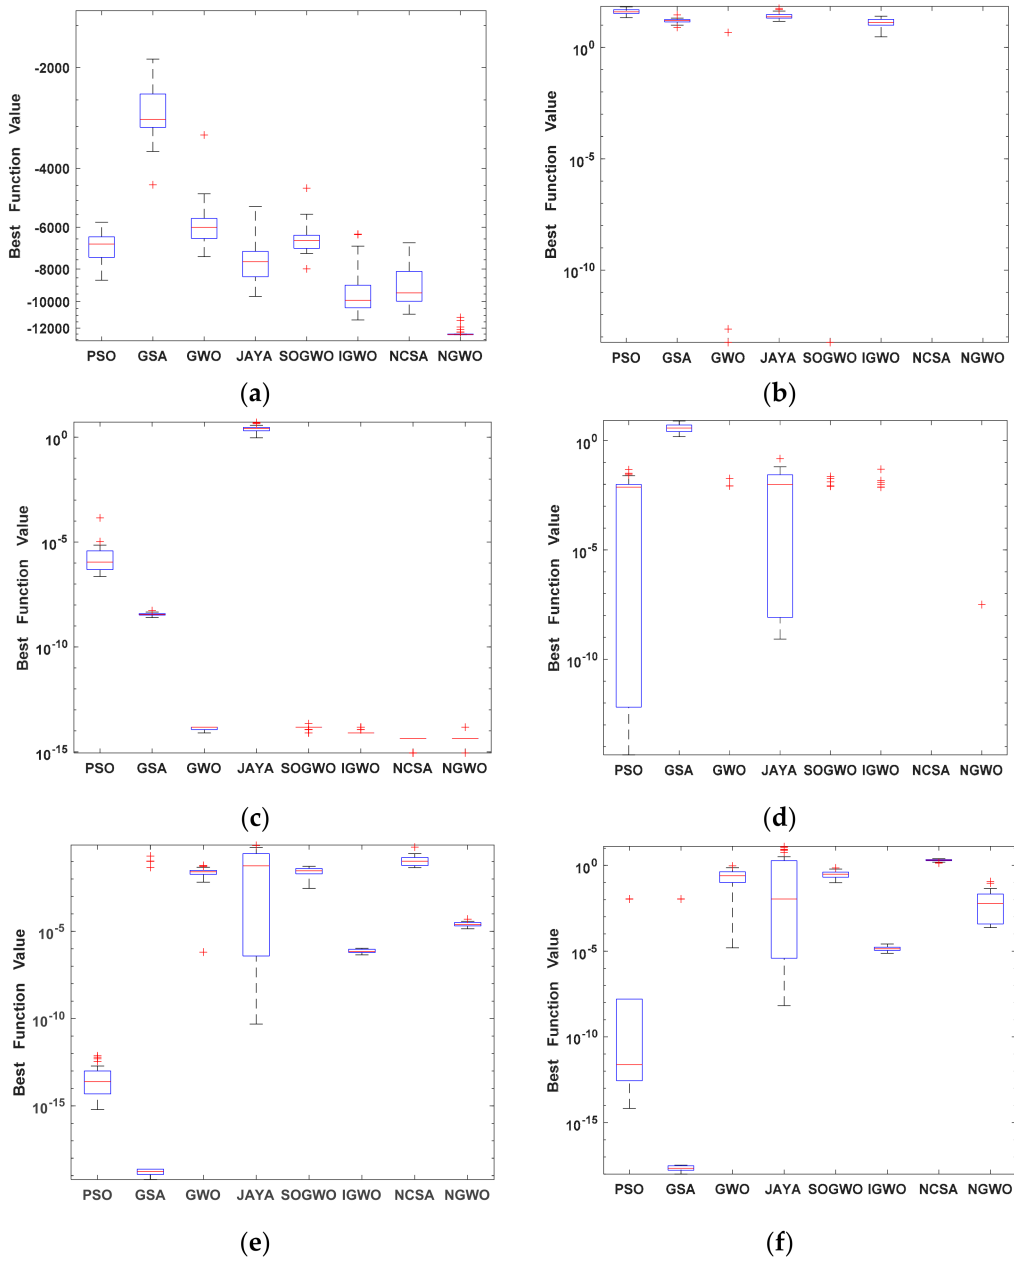 Best Function Value
-2000
-4000
-6000
-8000
-10000
-12000
PSO GSA GWO JAYA SOGWO IGWO NCSA NGWO
(a)
Best Function Value
10^0
10^-5
10^-10
PSO GSA GWO JAYA SOGWO IGWO NCSA NGWO
(b)
Best Function Value
10^0
10^-5
10^-10
10^-15
PSO GSA GWO JAYA SOGWO IGWO NCSA NGWO
(c)
Best Function Value
10^0
10^-5
10^-10
PSO GSA GWO JAYA SOGWO IGWO NCSA NGWO
(d)
Best Function Value
10^-5
10^-10
10^-15
PSO GSA GWO JAYA SOGWO IGWO NCSA NGWO
(e)
Best Function Value
10^0
10^-5
10^-10
10^-15
PSO GSA GWO JAYA SOGWO IGWO NCSA NGWO
(f)